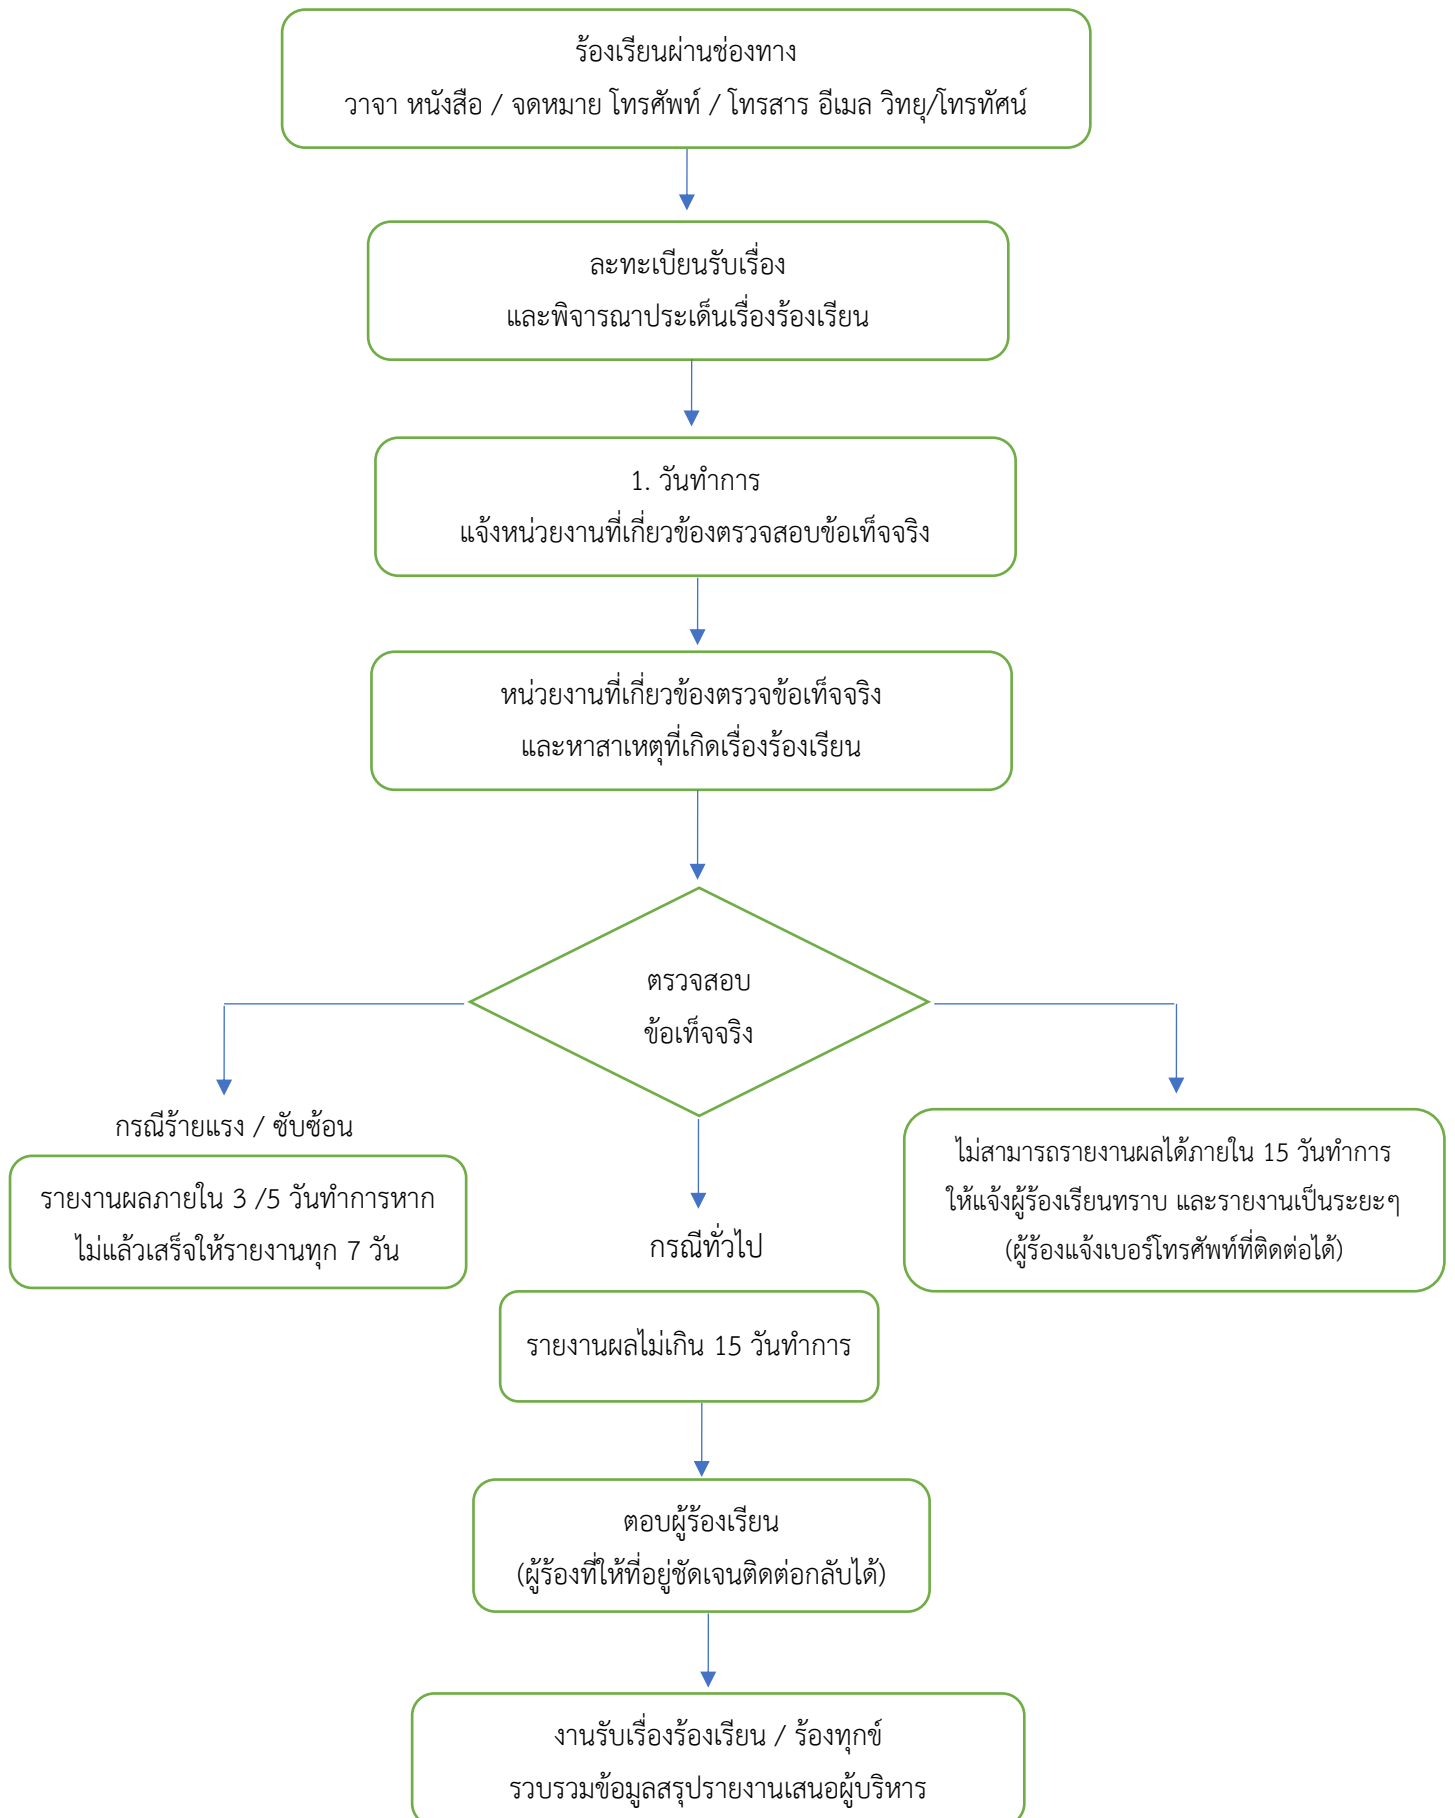 ร้องเรียนผ่านช่องทาง
วาจา หนังสือ / จดหมาย โทรศัพท์ / โทรสาร อีเมล วิทยุ/โทรทัศน์
ละทะเบียนรับเรื่อง
และพิจารณาประเด็นเรื่องร้องเรียน
1. วันทำการ
แจ้งหน่วยงานที่เกี่ยวข้องตรวจสอบข้อเท็จจริง
หน่วยงานที่เกี่ยวข้องตรวจข้อเท็จจริง
และหาสาเหตุที่เกิดเรื่องร้องเรียน
ตรวจสอบ
ข้อเท็จจริง
กรณีร้ายแรง / ซับซ้อน
รายงานผลภายใน 3 /5 วันทำการหาก
ไม่แล้วเสร็จให้รายงานทุก 7 วัน
ไม่สามารถรายงานผลได้ภายใน 15 วันทำการ
ให้แจ้งผู้ร้องเรียนทราบ และรายงานเป็นระยะๆ
(ผู้ร้องแจ้งเบอร์โทรศัพท์ที่ติดต่อได้)
กรณีทั่วไป
รายงานผลไม่เกิน 15 วันทำการ
ตอบผู้ร้องเรียน
(ผู้ร้องที่ให้ที่อยู่ชัดเจนติดต่อกลับได้)
งานรับเรื่องร้องเรียน / ร้องทุกข์
รวบรวมข้อมูลสรุปรายงานเสนอผู้บริหาร